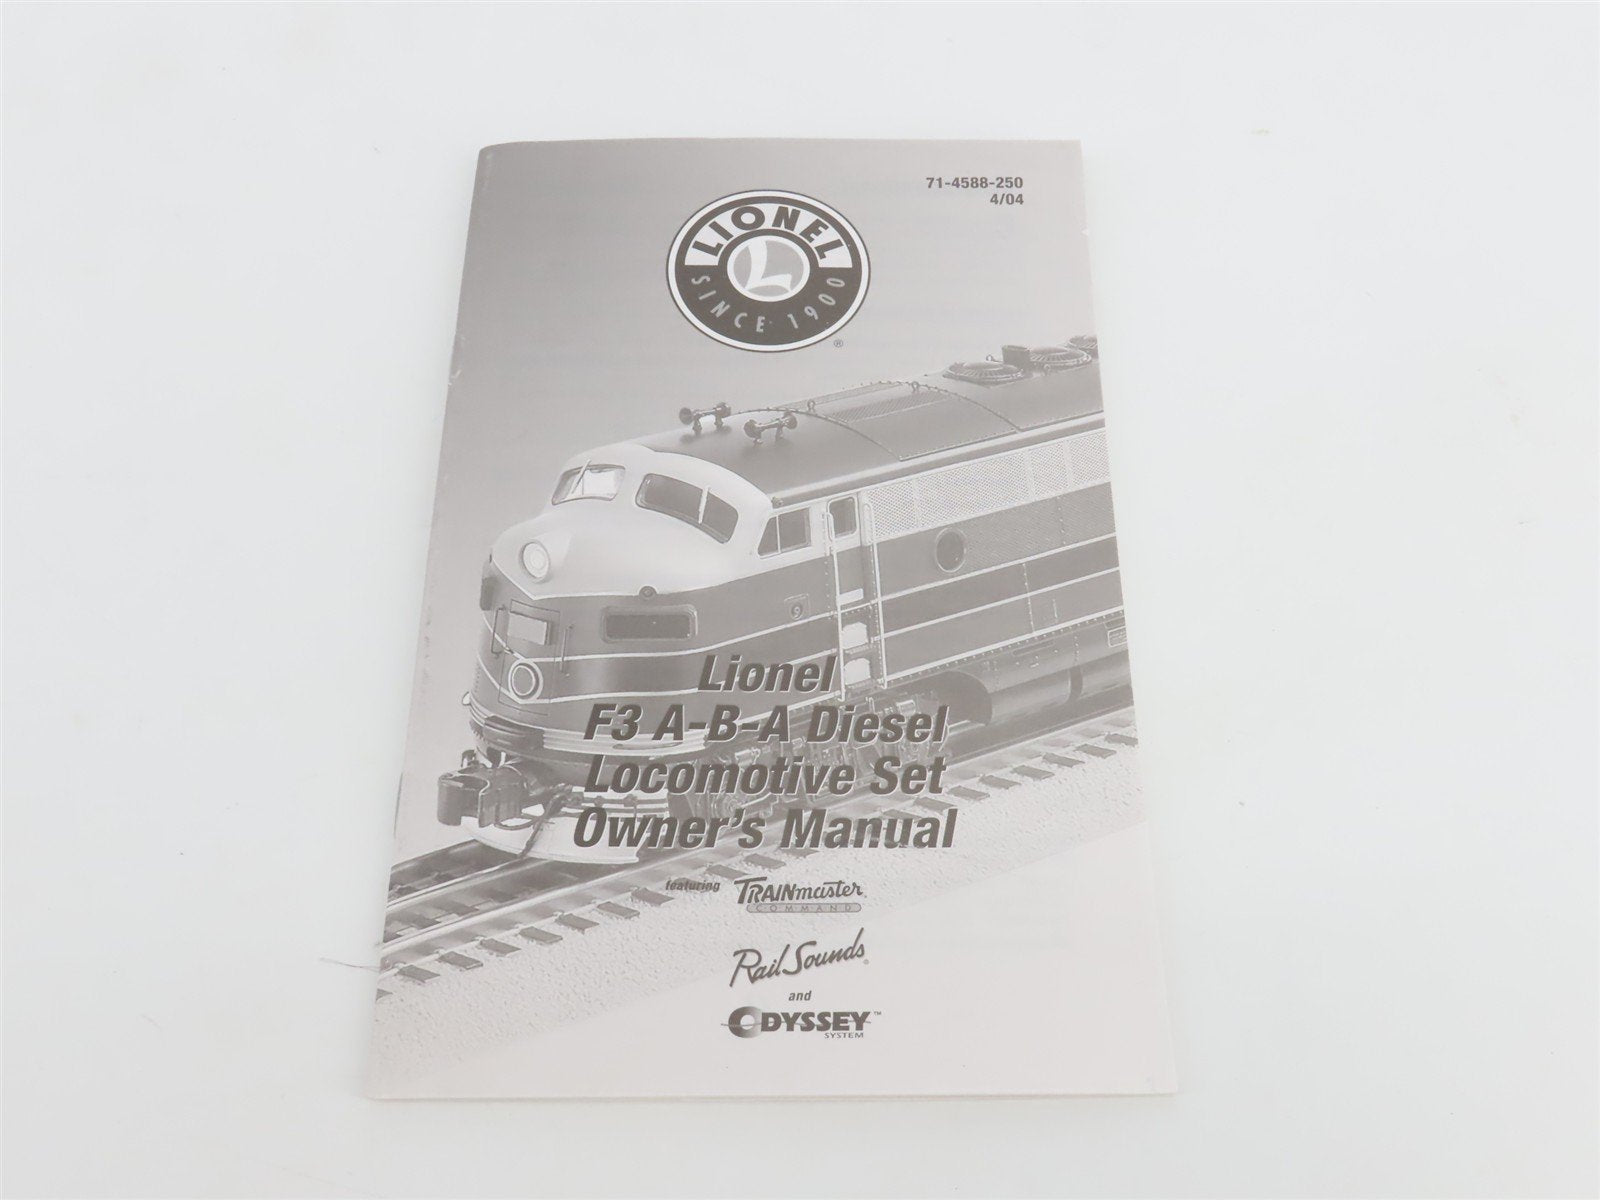 71-4588-250
4/04
LIONEL
L
SINCE 1900
®
Lionel
F3 A-B-A Diesel
Locomotive Set
Owner's Manual
featuring TRAINmaster
COMMAND
RailSounds®
and
ODYSSEY™
SYSTEM